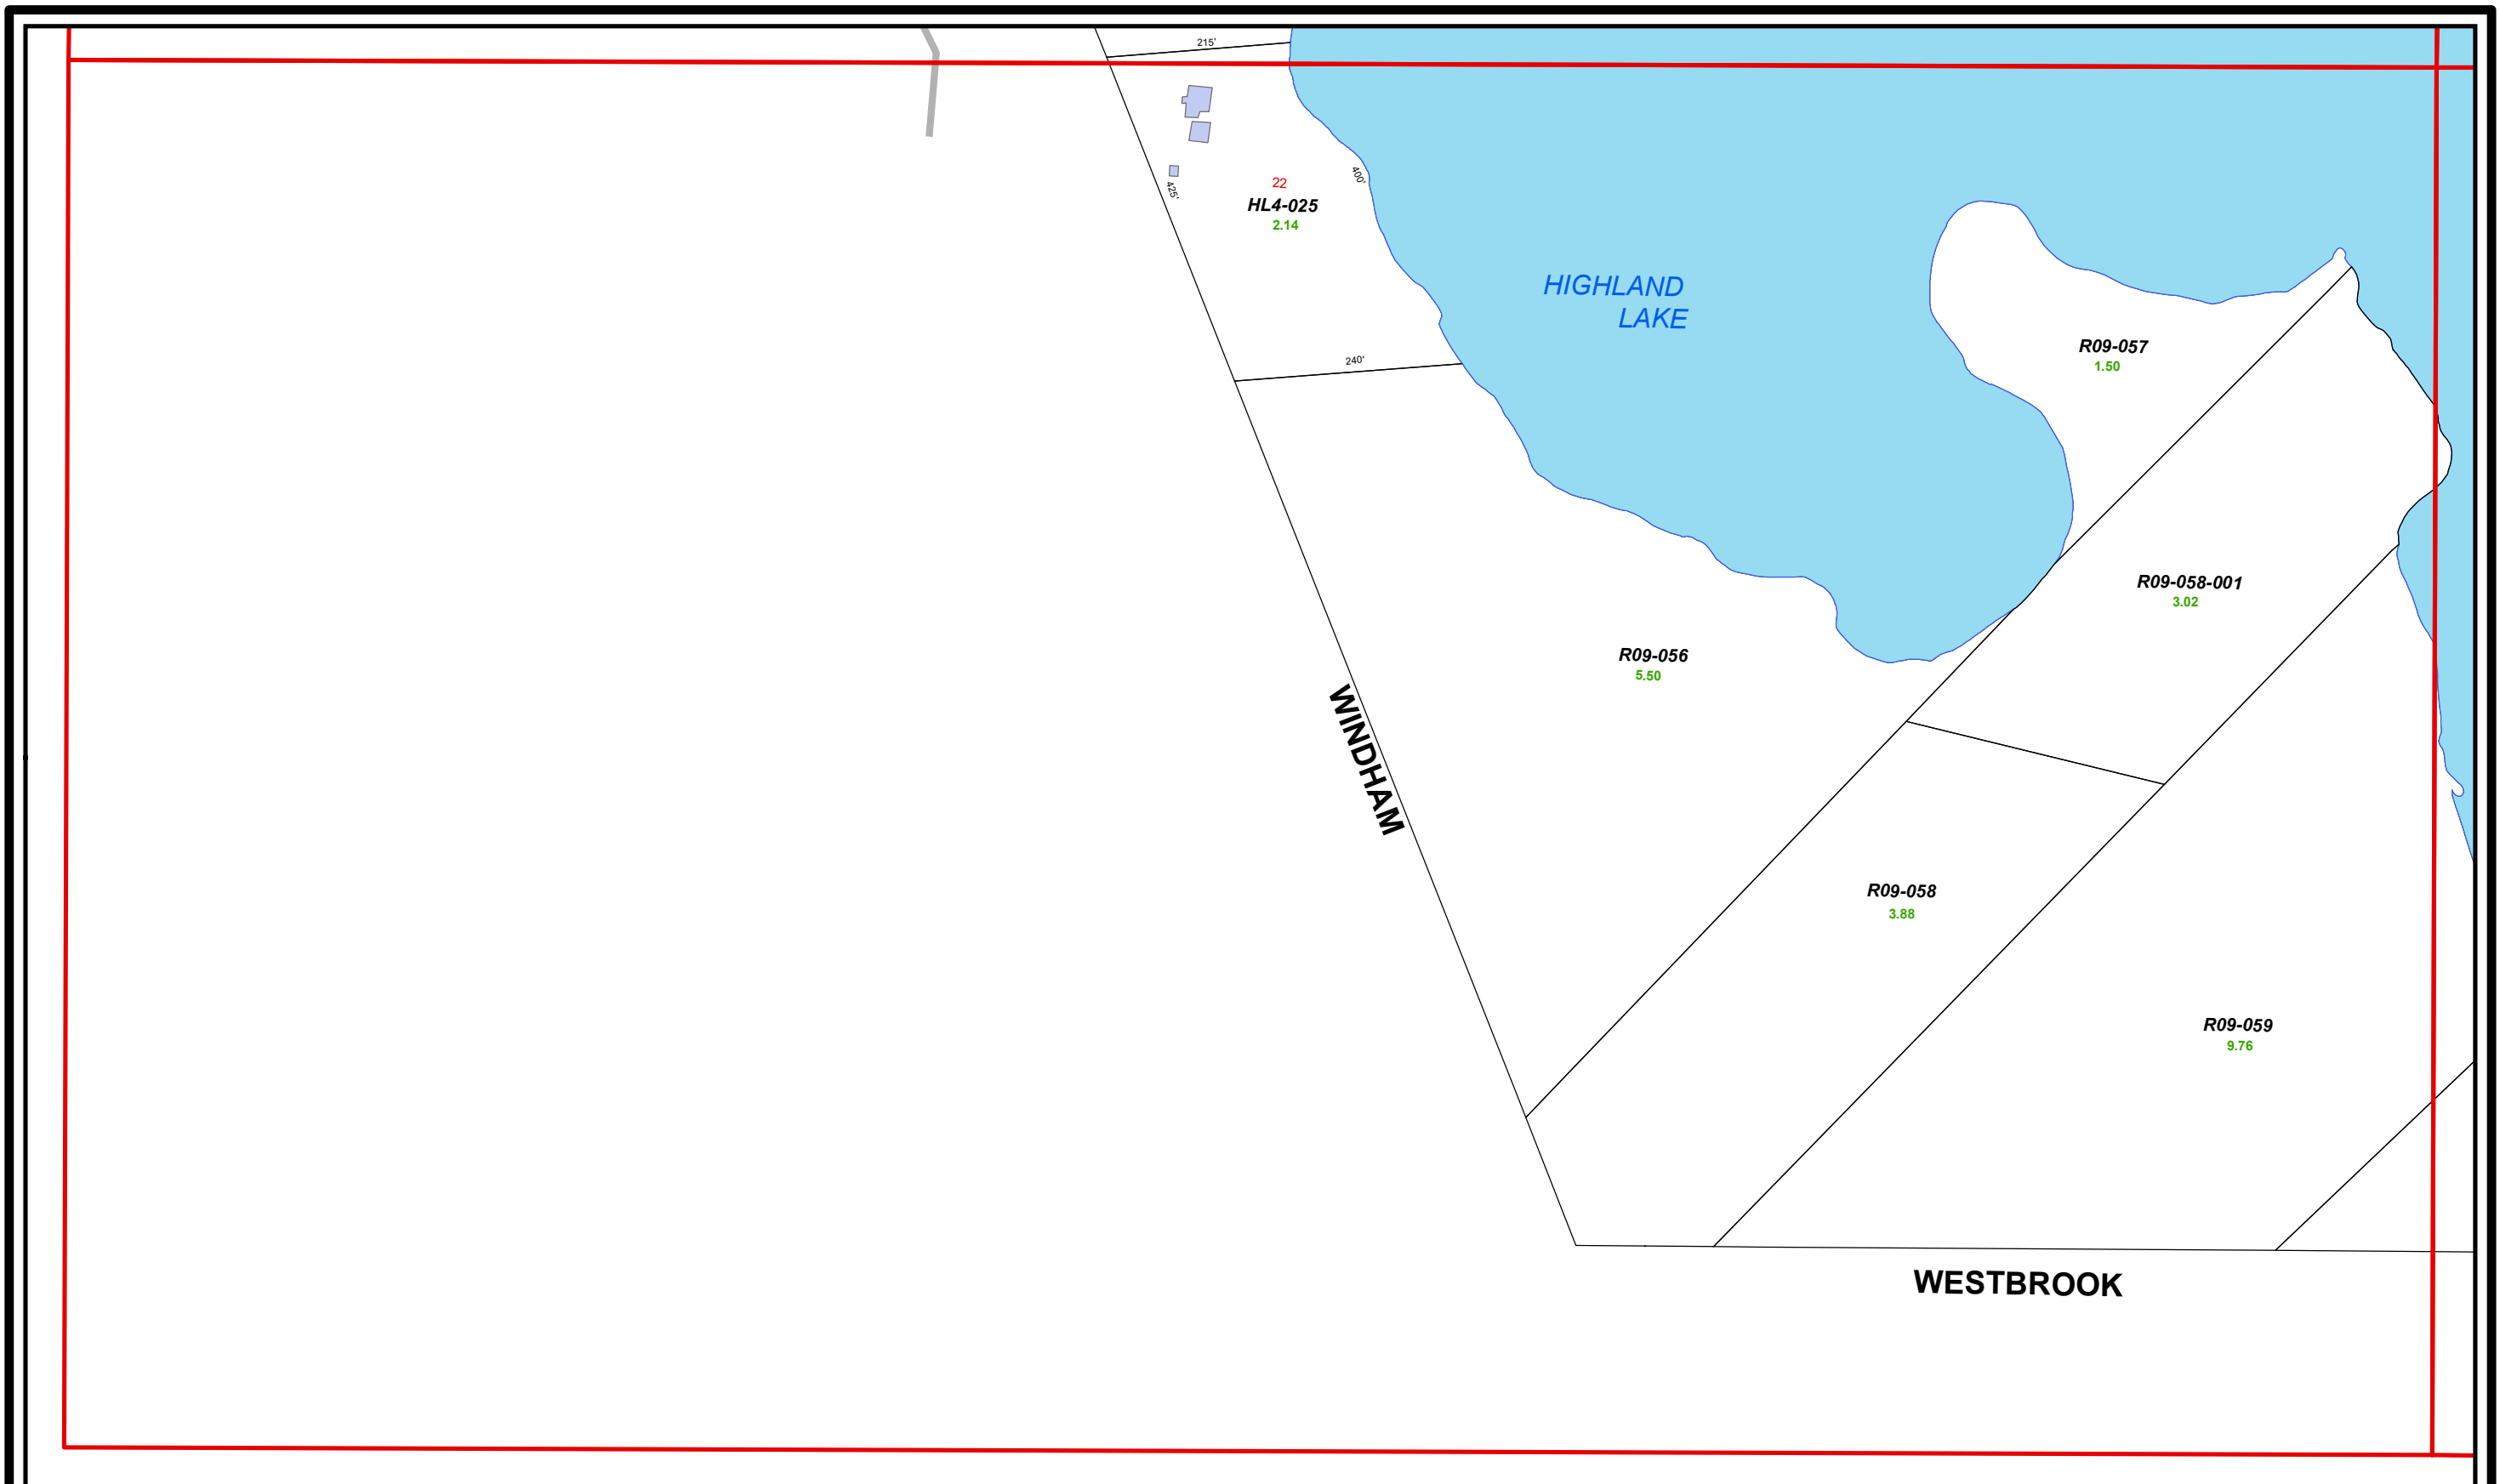 215'
425'
22
HL4-025
2.14
400'
HIGHLAND
LAKE
240'
R09-057
1.50
R09-058-001
3.02
R09-056
5.50
WINDHAM
R09-058
3.88
R09-059
9.76
WESTBROOK